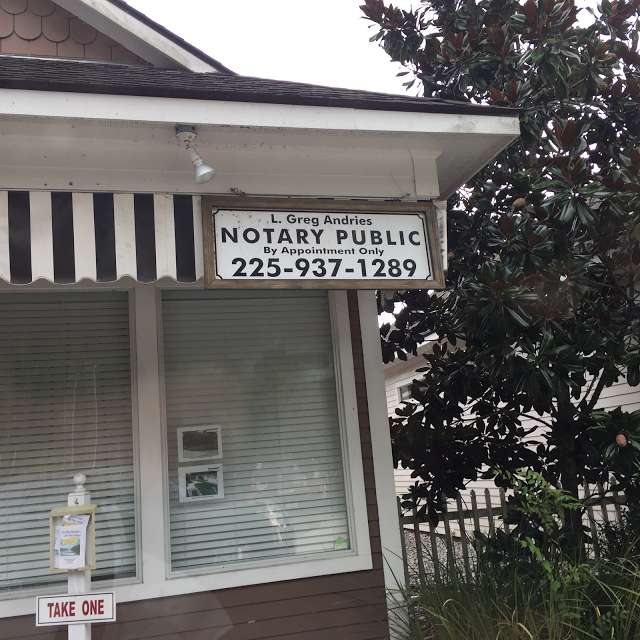 L. Greg Andries
NOTARY PUBLIC
By Appointment Only
225-937-1289
TAKE ONE